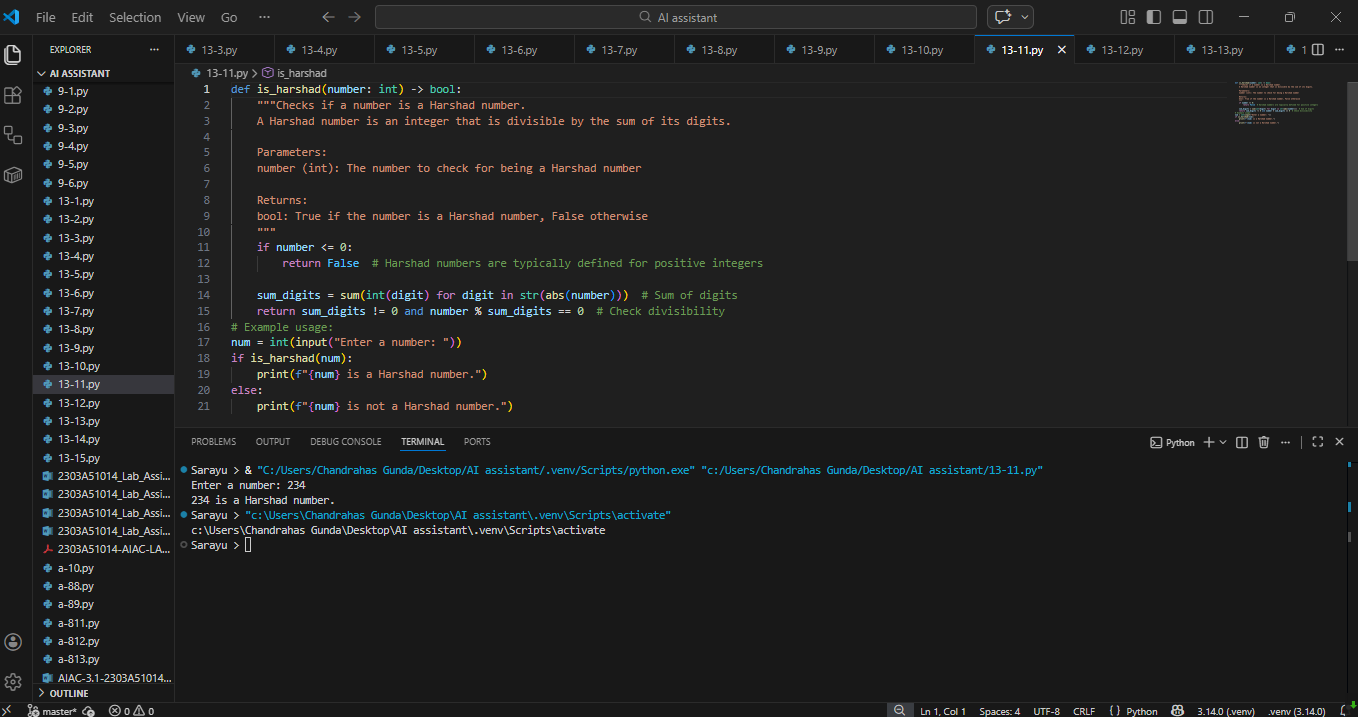 File Edit Selection View Go ··· AI assistant
EXPLORER ···
AI ASSISTANT
9-1.py
9-2.py
9-3.py
9-4.py
9-5.py
9-6.py
13-1.py
13-2.py
13-3.py
13-4.py
13-5.py
13-6.py
13-7.py
13-8.py
13-9.py
13-10.py
13-11.py
13-12.py
13-13.py
13-14.py
13-15.py
2303A51014_Lab_Assi...
2303A51014_Lab_Assi...
2303A51014_Lab_Assi...
2303A51014_Lab_Assi...
2303A51014-AIAC-LA...
a-10.py
a-88.py
a-89.py
a-811.py
a-812.py
a-813.py
AIAC-3.1-2303A51014...
OUTLINE
13-3.py 13-4.py 13-5.py 13-6.py 13-7.py 13-8.py 13-9.py 13-10.py 13-11.py 13-12.py 13-13.py 1 ···
13-11.py > is_harshad
1 def is_harshad(number: int) -> bool:
2 """Checks if a number is a Harshad number.
3 A Harshad number is an integer that is divisible by the sum of its digits.
4
5 Parameters:
6 number (int): The number to check for being a Harshad number
7
8 Returns:
9 bool: True if the number is a Harshad number, False otherwise
10 """
11 if number <= 0:
12 return False # Harshad numbers are typically defined for positive integers
13
14 sum_digits = sum(int(digit) for digit in str(abs(number))) # Sum of digits
15 return sum_digits != 0 and number % sum_digits == 0 # Check divisibility
16 # Example usage:
17 num = int(input("Enter a number: "))
18 if is_harshad(num):
19 print(f"{num} is a Harshad number.")
20 else:
21 print(f"{num} is not a Harshad number.")
PROBLEMS OUTPUT DEBUG CONSOLE TERMINAL PORTS Python ···
Sarayu > & "C:/Users/Chandrahas Gunda/Desktop/AI assistant/.venv/Scripts/python.exe" "c:/Users/Chandrahas Gunda/Desktop/AI assistant/13-11.py"
Enter a number: 234
234 is a Harshad number.
Sarayu > "c:\Users\Chandrahas Gunda\Desktop\AI assistant\.venv\Scripts\activate"
c:\Users\Chandrahas Gunda\Desktop\AI assistant\.venv\Scripts\activate
Sarayu >
master* 0 0 Ln 1, Col 1 Spaces: 4 UTF-8 CRLF { } Python 3.14.0 (.venv) .venv (3.14.0)